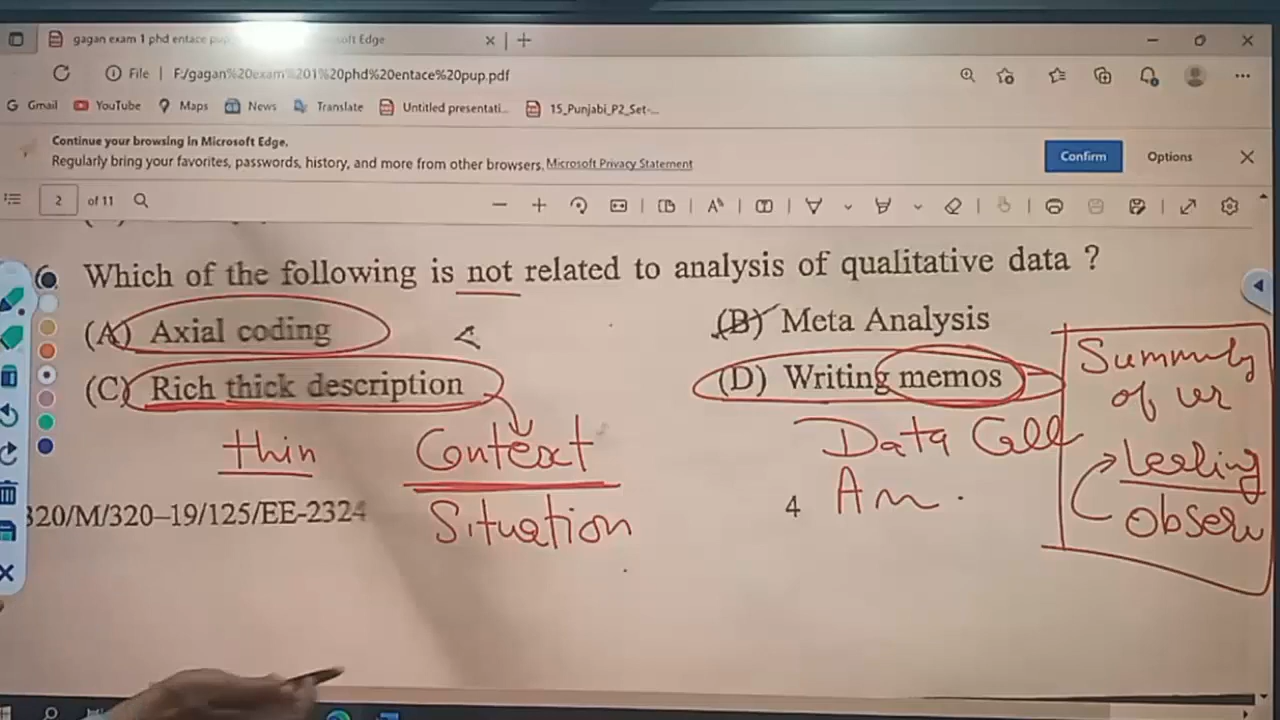 gagan exam 1 phd entace pup
soft Edge
File F:/gagan%20exam%201%20phd%20entace%20pup.pdf
Gmail YouTube Maps News Translate Untitled presentati... 15_Punjabi_P2_Set-...
Continue your browsing in Microsoft Edge.
Regularly bring your favorites, passwords, history, and more from other browsers. Microsoft Privacy Statement
Confirm Options
2 of 11
Which of the following is not related to analysis of qualitative data ?
(A) Axial coding
(B) Meta Analysis
(C) Rich thick description
(D) Writing memos
thin Context
Situation
Data Coll
An.
of
Observ
320/M/320–19/125/EE-2324
4